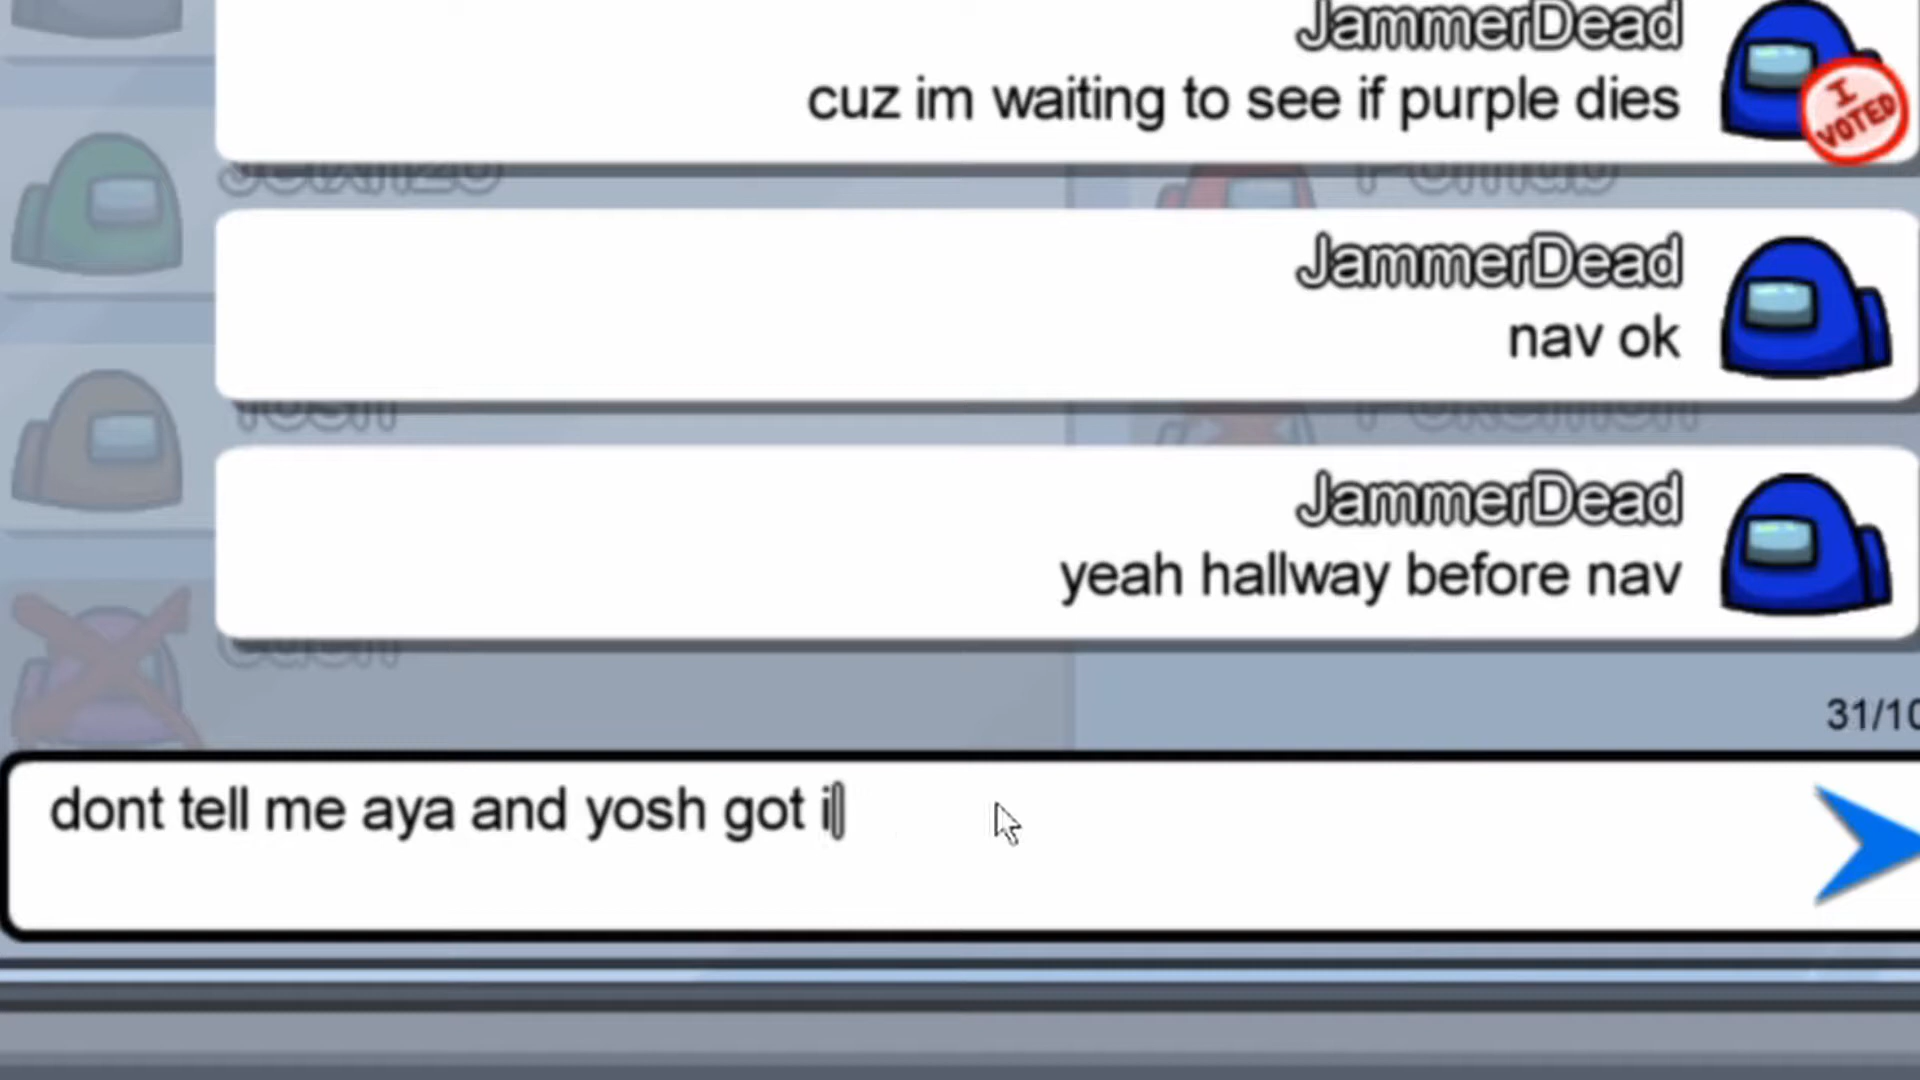 JammerDead
cuz im waiting to see if purple dies
I VOTED
JammerDead
nav ok
Yosh
JammerDead
yeah hallway before nav
31/10
dont tell me aya and yosh got i